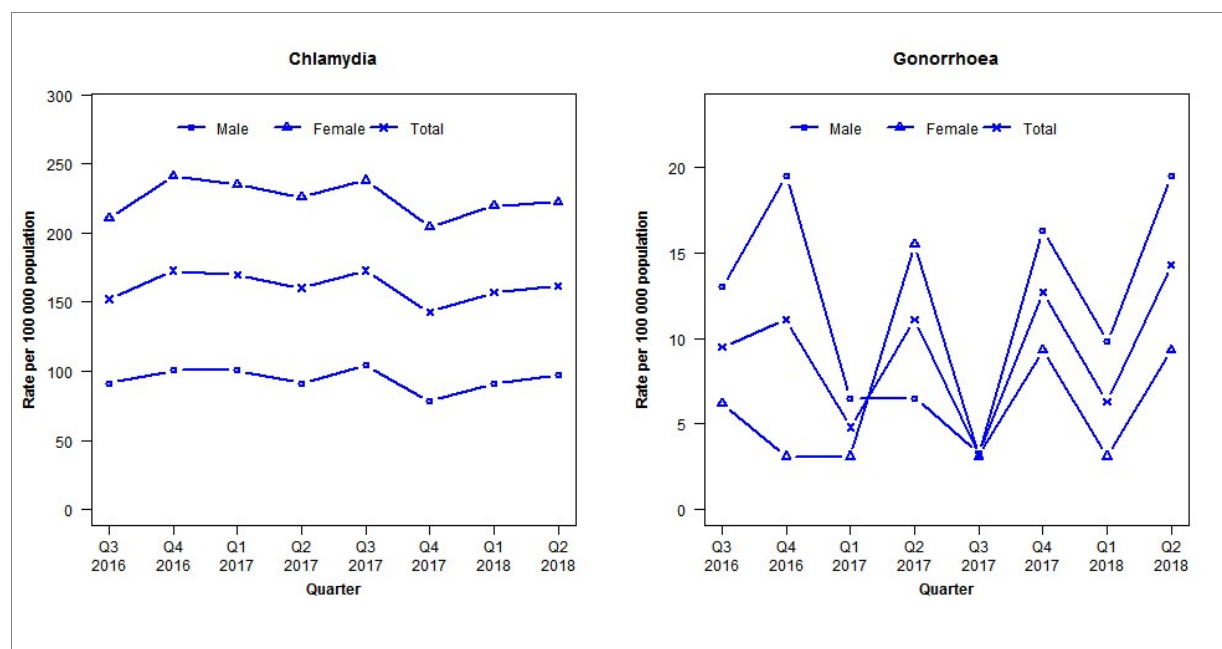 Chlamydia
300
250
200
150
100
50
0
Rate per 100 000 population
Male Female Total
Q3 Q4 Q1 Q2 Q3 Q4 Q1 Q2
2016 2016 2017 2017 2017 2017 2018 2018
Quarter
Gonorrhoea
20
15
10
5
0
Rate per 100 000 population
Male Female Total
Q3 Q4 Q1 Q2 Q3 Q4 Q1 Q2
2016 2016 2017 2017 2017 2017 2018 2018
Quarter